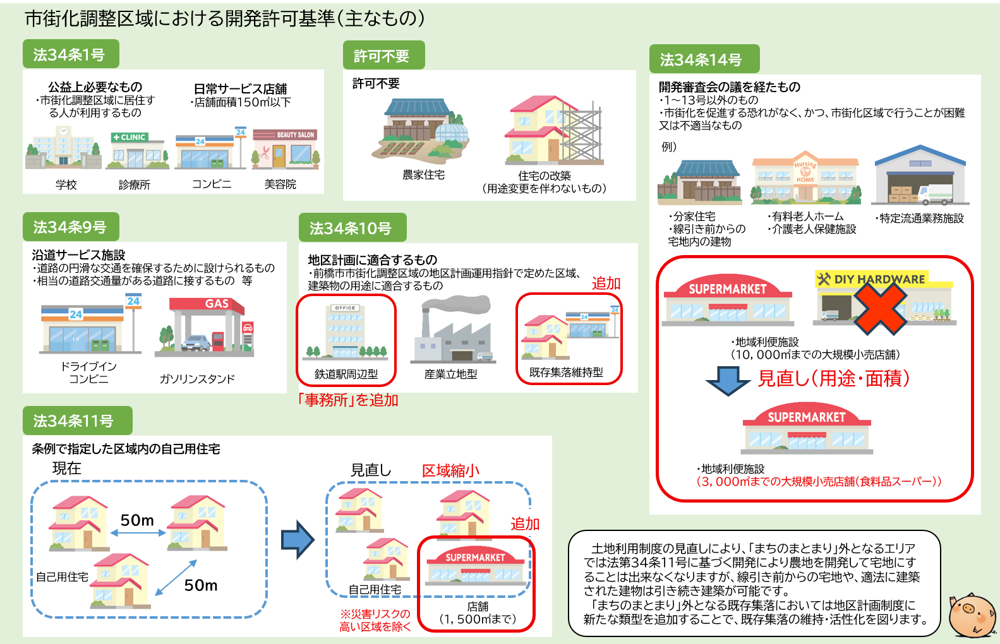 市街化調整区域における開発許可基準（主なもの）
法34条1号
公益上必要なもの
・市街化調整区域に居住す
る人が利用するもの
日常サービス店舗
・店舗面積150㎡以下
CLINIC
24
24
BEAUTY SALON
学校
診療所
コンビニ
美容院
許可不要
許可不要
農家住宅
住宅の改築
（用途変更を伴わないもの）
法34条14号
開発審査会の議を経たもの
・1～13号以外のもの
・市街化を促進する恐れがなく、かつ、市街化区域で行うことが困難
又は不適当なもの
例）
Nursing
HOME
・分家住宅
・線引き前からの
宅地内の建物
・有料老人ホーム
・介護老人保健施設
・特定流通業務施設
SUPERMARKET
DIY HARDWARE
・地域利便施設
（10，000㎡までの大規模小売店舗）
見直し（用途・面積）
SUPERMARKET
・地域利便施設
（3，000㎡までの大規模小売店舗（食料品スーパー））
法34条9号
沿道サービス施設
・道路の円滑な交通を確保するために設けられるもの
・相当の道路交通量がある道路に接するもの　等
24
24
GAS
ドライブイン
コンビニ
ガソリンスタンド
法34条10号
地区計画に適合するもの
・前橋市市街化調整区域の地区計画運用指針で定めた区域、
建築物の用途に適合するもの
追加
OFFICE
24
24
鉄道駅周辺型
産業立地型
既存集落維持型
「事務所」を追加
法34条11号
条例で指定した区域内の自己用住宅
現在
50m
自己用住宅
50m
見直し
区域縮小
追加
SUPERMARKET
自己用住宅
店舗
（1，500㎡まで）
※災害リスクの
高い区域を除く
土地利用制度の見直しにより、「まちのまとまり」外となるエリア
では法第34条11号に基づく開発により農地を開発して宅地にす
ることは出来なくなりますが、線引き前からの宅地や、適法に建築
された建物は引き続き建築が可能です。
「まちのまとまり」外となる既存集落においては地区計画制度に
新たな類型を追加することで、既存集落の維持・活性化を図ります。